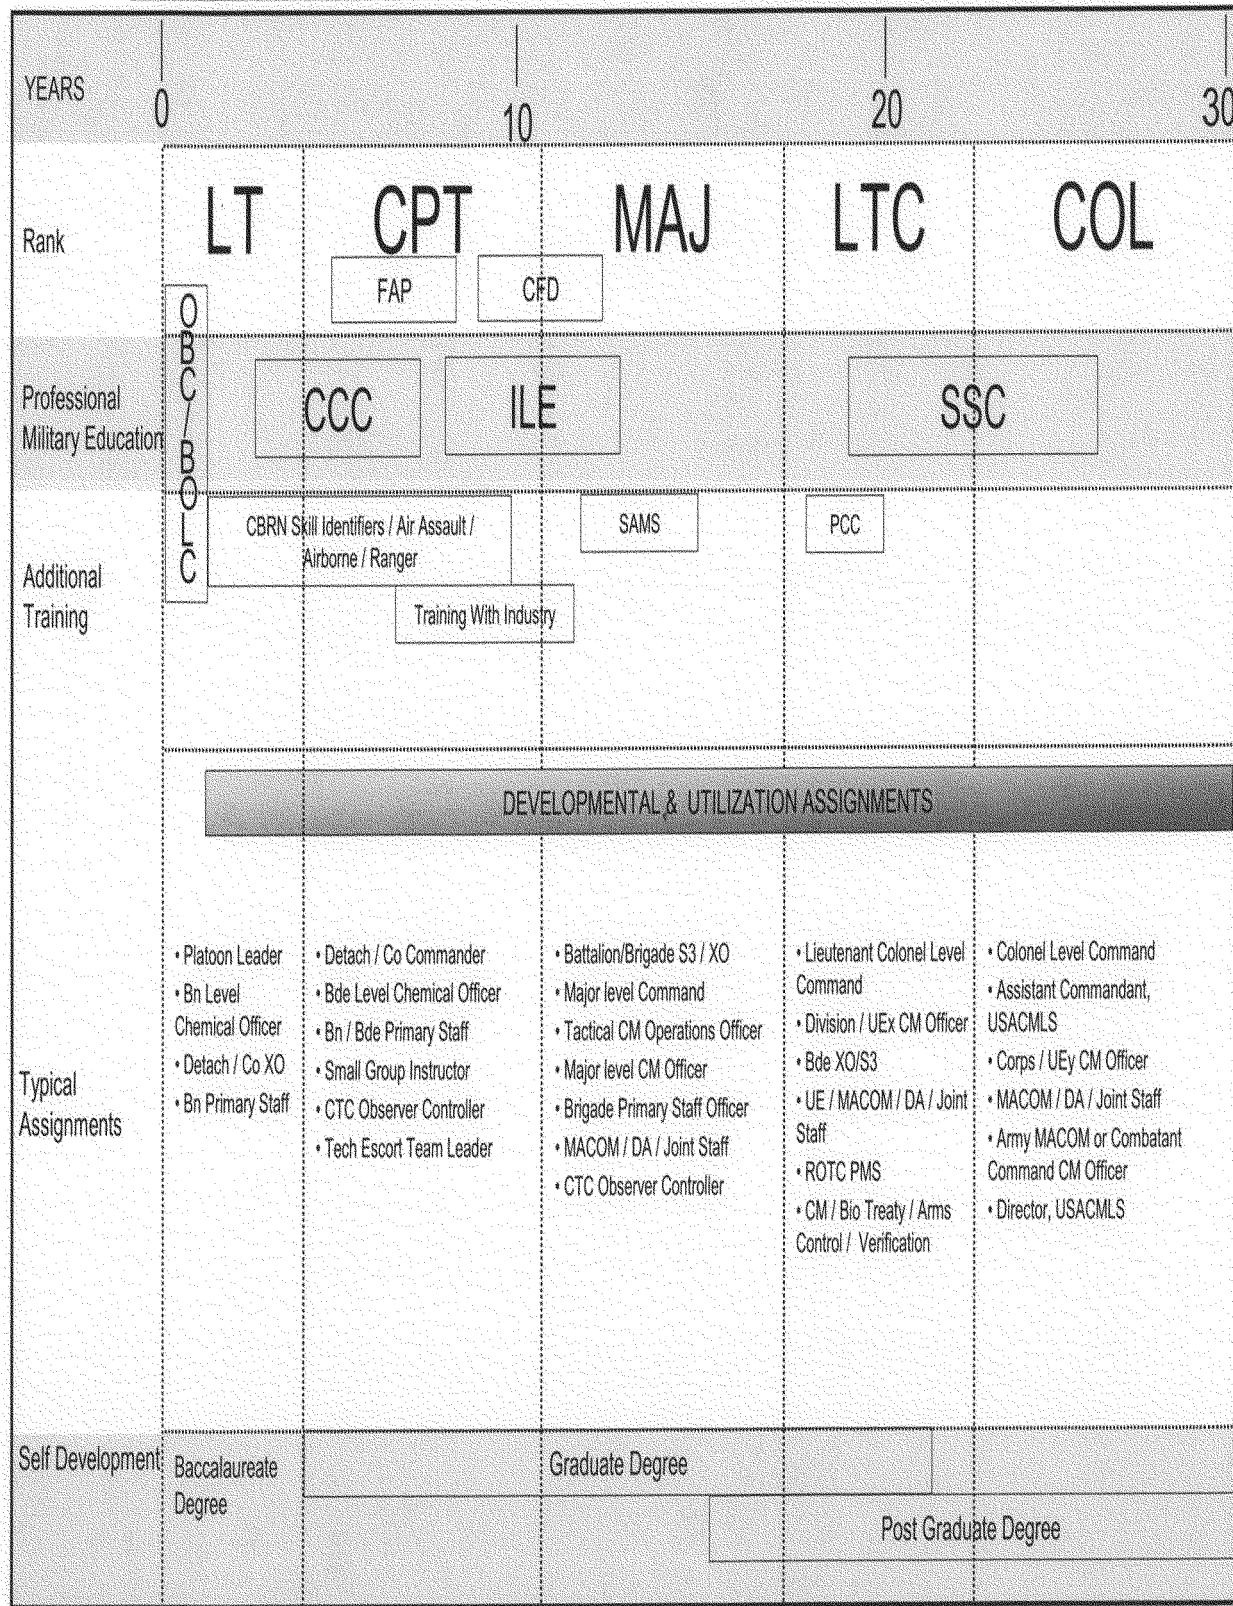 YEARS
0
10
20
30
Rank
LT
CPT
MAJ
LTC
COL
FAP
CFD
OBC/BOLC
Professional
Military Education
CCC
ILE
SSC
Additional
Training
CBRN Skill Identifiers / Air Assault /
Airborne / Ranger
SAMS
PCC
Training With Industry
DEVELOPMENTAL & UTILIZATION ASSIGNMENTS
Typical
Assignments
• Platoon Leader
• Bn Level
Chemical Officer
• Detach / Co XO
• Bn Primary Staff
• Detach / Co Commander
• Bde Level Chemical Officer
• Bn / Bde Primary Staff
• Small Group Instructor
• CTC Observer Controller
• Tech Escort Team Leader
• Battalion/Brigade S3 / XO
• Major level Command
• Tactical CM Operations Officer
• Major level CM Officer
• Brigade Primary Staff Officer
• MACOM / DA / Joint Staff
• CTC Observer Controller
• Lieutenant Colonel Level
Command
• Division / UEx CM Officer
• Bde XO/S3
• UE / MACOM / DA / Joint
Staff
• ROTC PMS
• CM / Bio Treaty / Arms
Control / Verification
• Colonel Level Command
• Assistant Commandant,
USACMLS
• Corps / UEy CM Officer
• MACOM / DA / Joint Staff
• Army MACOM or Combatant
Command CM Officer
• Director, USACMLS
Self Development
Baccalaureate
Degree
Graduate Degree
Post Graduate Degree